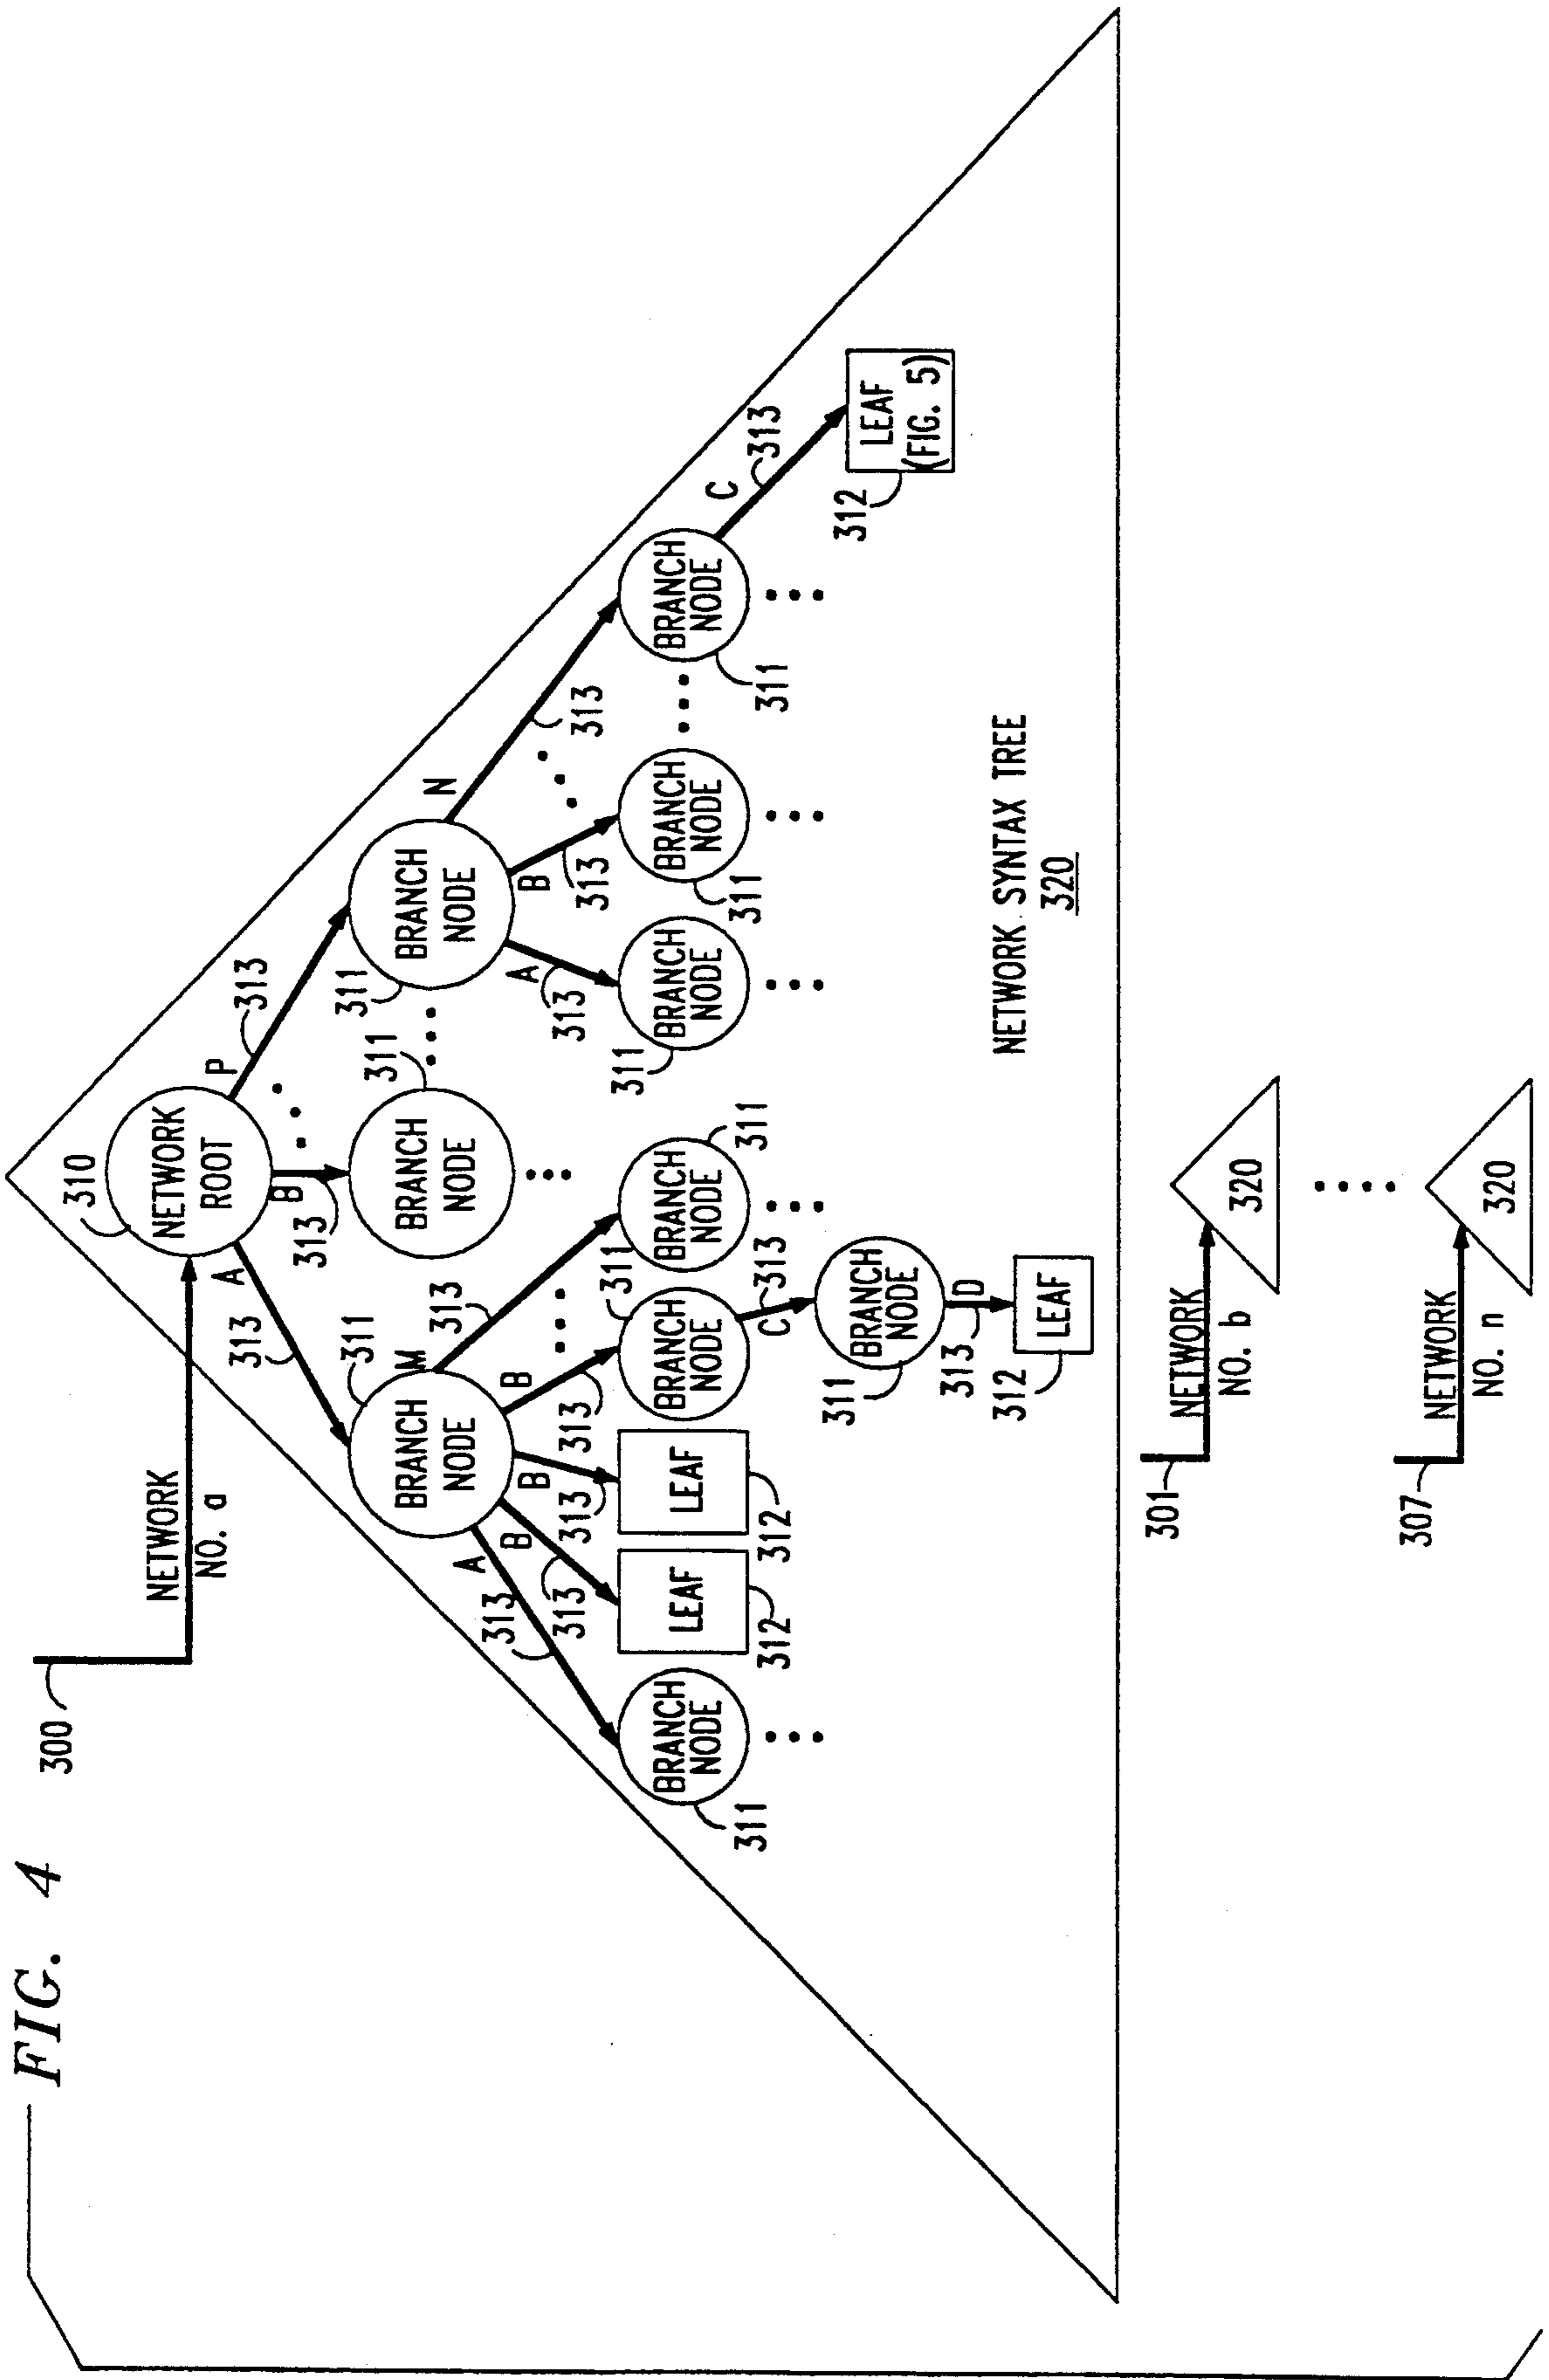 FIG. 4
300
NETWORK
NO. a
310
NETWORK
ROOT
A
313
B
313
P
313
311
BRANCH
NODE
311
BRANCH
NODE
311
BRANCH
NODE
A
313
B
313
B
313
B
313
M
313
A
313
B
313
N
313
311
BRANCH
NODE
312
LEAF
312
LEAF
311
BRANCH
NODE
311
BRANCH
NODE
311
BRANCH
NODE
311
BRANCH
NODE
311
BRANCH
NODE
C
313
C
313
311
BRANCH
NODE
312
LEAF
(FIG. 5)
D
313
312
LEAF
NETWORK SYNTAX TREE
320
301
NETWORK
NO. b
320
307
NETWORK
NO. n
320